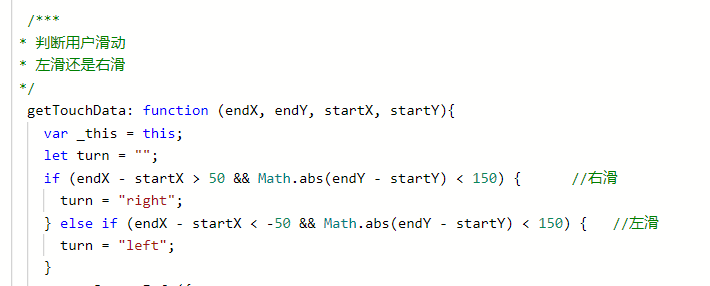 /***
* 判断用户滑动
* 左滑还是右滑
*/
getTouchData: function (endX, endY, startX, startY){
var _this = this;
let turn = "";
if (endX - startX > 50 && Math.abs(endY - startY) < 150) { //右滑
turn = "right";
} else if (endX - startX < -50 && Math.abs(endY - startY) < 150) { //左滑
turn = "left";
}